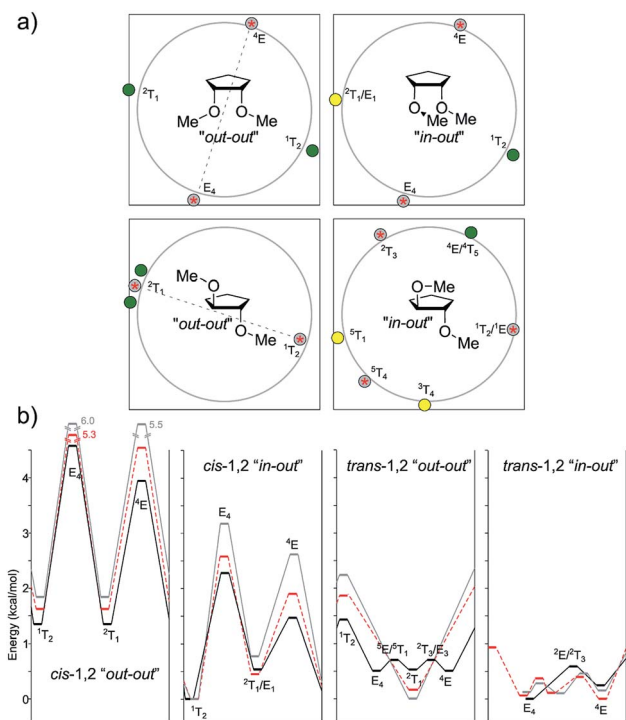 a)
⁴E
²T₁
O O
Me Me
"out-out"
¹T₂
E₄
⁴E
²T₁/E₁
O O
Me Me
"in-out"
¹T₂
E₄
²T₁
Me O
"out-out"
OMe
¹T₂
²T₃
⁴E/⁴T₅
O-Me
"in-out"
O
Me
¹T₂/¹E
⁵T₁
⁵T₄
³T₄
b)
6.0
5.3
5.5
E₄
⁴E
¹T₂
²T₁
cis-1,2 "out-out"
cis-1,2 "in-out"
E₄
⁴E
¹T₂
²T₁/E₁
trans-1,2 "out-out"
¹T₂
⁵E/⁵T₁
²T₃/E₃
E₄
²T₁
⁴E
trans-1,2 "in-out"
²E/²T₃
E₄
⁴E
Energy (kcal/mol)
4
3
2
1
0